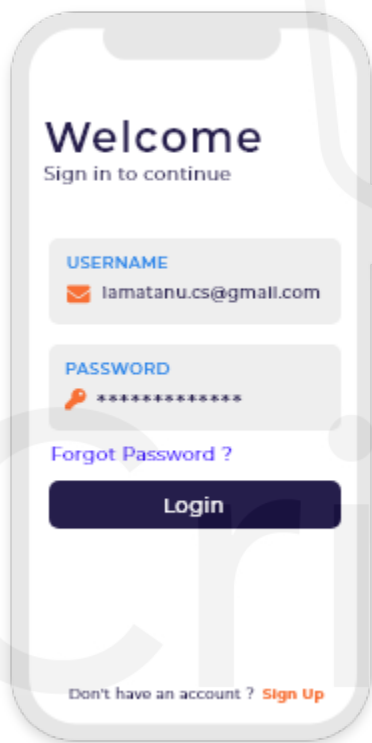 Welcome
Sign in to continue
USERNAME
iamatanu.cs@gmail.com
PASSWORD
*************
Forgot Password ?
Login
Don't have an account ? Sign Up